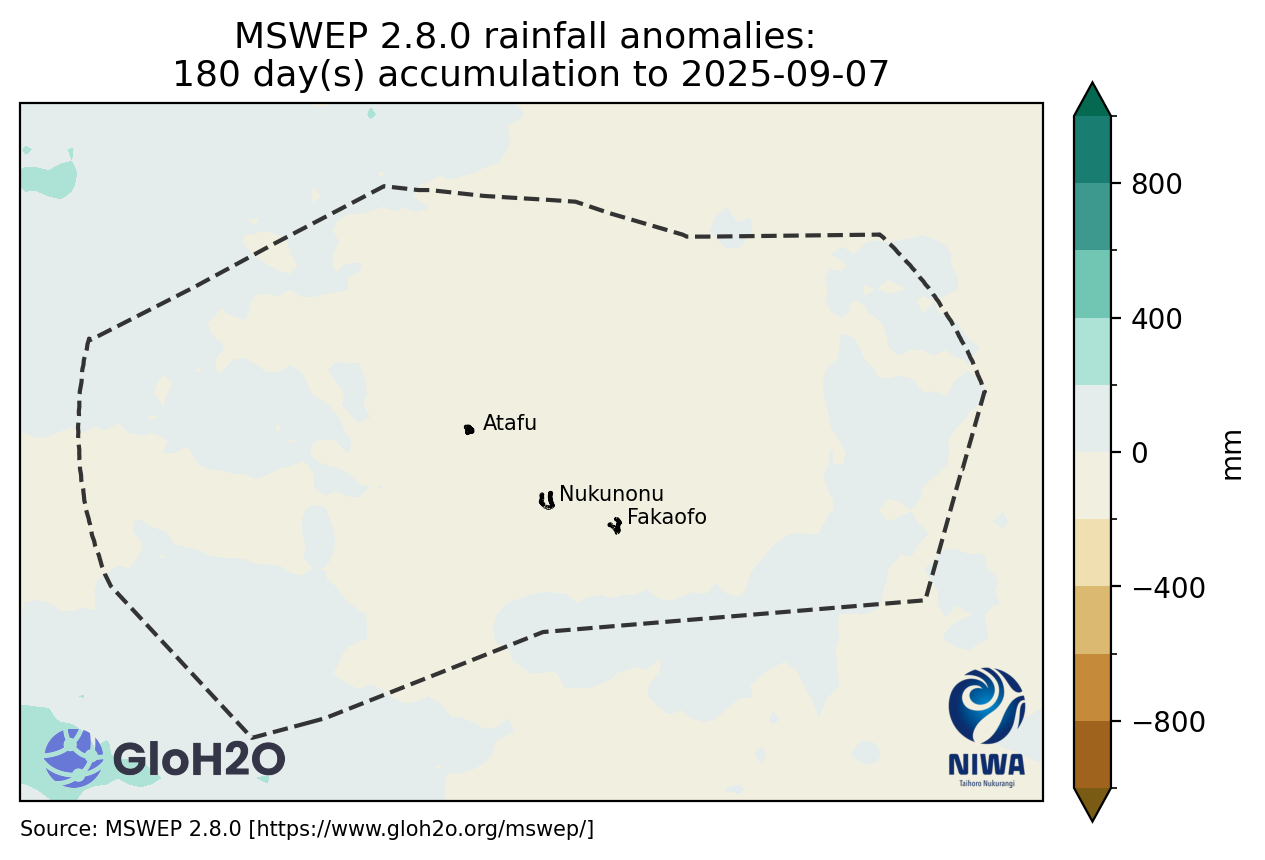 MSWEP 2.8.0 rainfall anomalies:
180 day(s) accumulation to 2025-09-07
800
400
0
−400
−800
mm
Atafu
Nukunonu
Fakaofo
GloH2O
NIWA
Taihoro Nukurangi
Source: MSWEP 2.8.0 [https://www.gloh2o.org/mswep/]